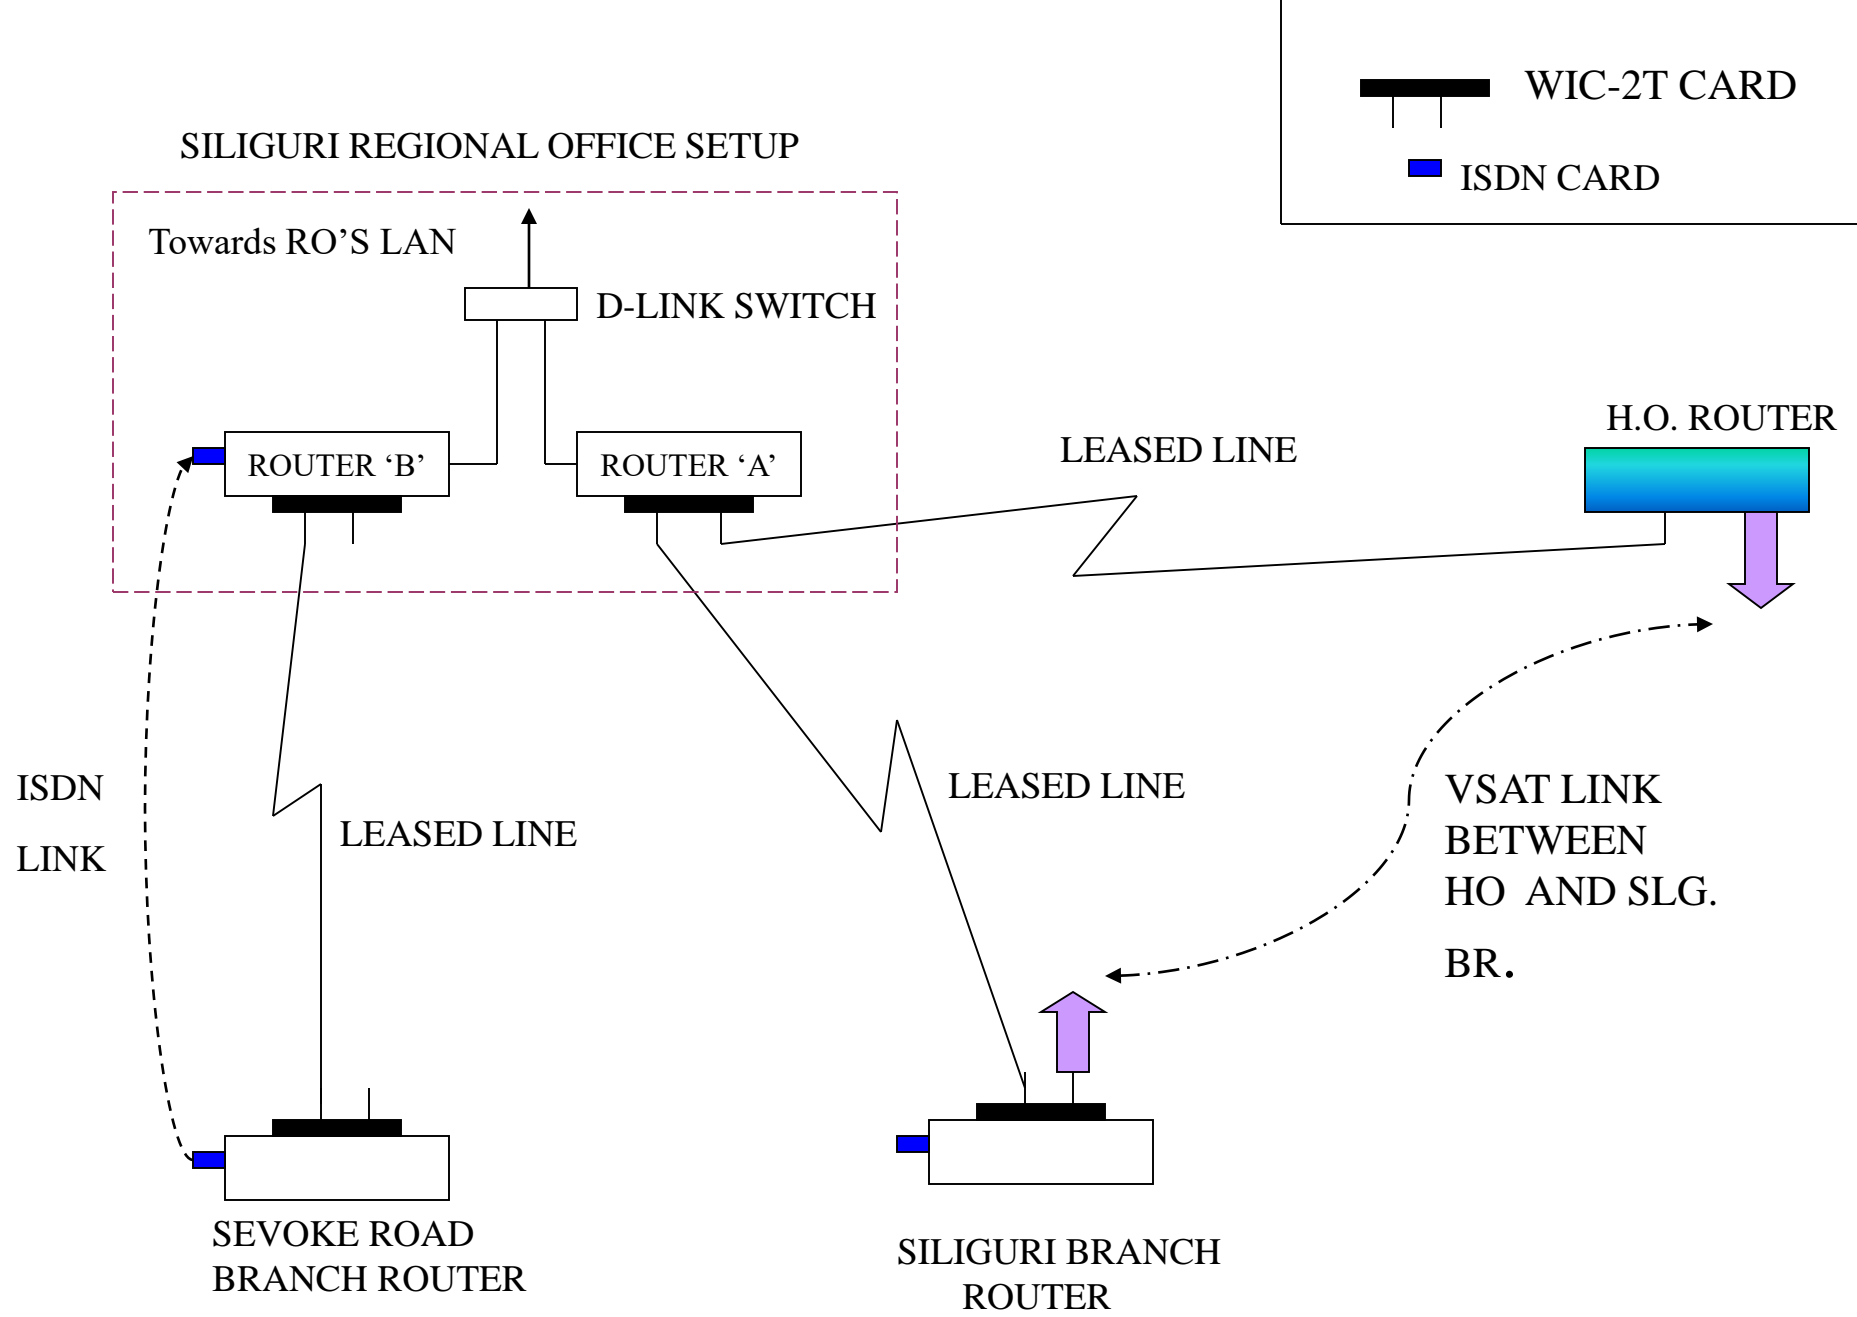 WIC-2T CARD
ISDN CARD
SILIGURI REGIONAL OFFICE SETUP
Towards RO’S LAN
D-LINK SWITCH
ROUTER ‘B’
ROUTER ‘A’
LEASED LINE
H.O. ROUTER
ISDN
LINK
LEASED LINE
LEASED LINE
VSAT LINK
BETWEEN
HO AND SLG.
BR.
SEVOKE ROAD
BRANCH ROUTER
SILIGURI BRANCH
ROUTER